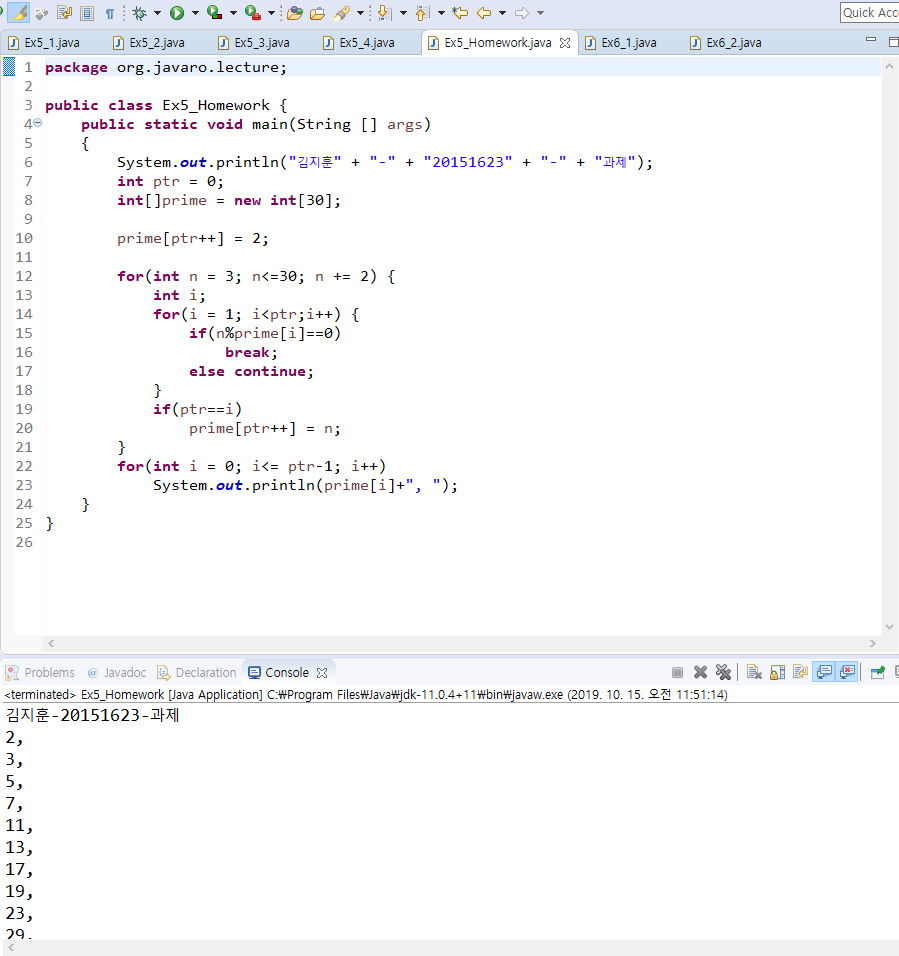 Quick Acc
Ex5_1.java Ex5_2.java Ex5_3.java Ex5_4.java Ex5_Homework.java Ex6_1.java Ex6_2.java
1 package org.javaro.lecture;
2
3 public class Ex5_Homework {
4     public static void main(String [] args)
5     {
6         System.out.println("김지훈" + "-" + "20151623" + "-" + "과제");
7         int ptr = 0;
8         int[]prime = new int[30];
9
10         prime[ptr++] = 2;
11
12         for(int n = 3; n<=30; n += 2) {
13             int i;
14             for(i = 1; i<ptr;i++) {
15                 if(n%prime[i]==0)
16                     break;
17                 else continue;
18             }
19             if(ptr==i)
20                 prime[ptr++] = n;
21         }
22         for(int i = 0; i<= ptr-1; i++)
23             System.out.println(prime[i]+", ");
24     }
25 }
26
Problems @ Javadoc Declaration Console
<terminated> Ex5_Homework [Java Application] C:₩Program Files₩Java₩jdk-11.0.4+11₩bin₩javaw.exe (2019. 10. 15. 오전 11:51:14)
김지훈-20151623-과제
2,
3,
5,
7,
11,
13,
17,
19,
23,
29,